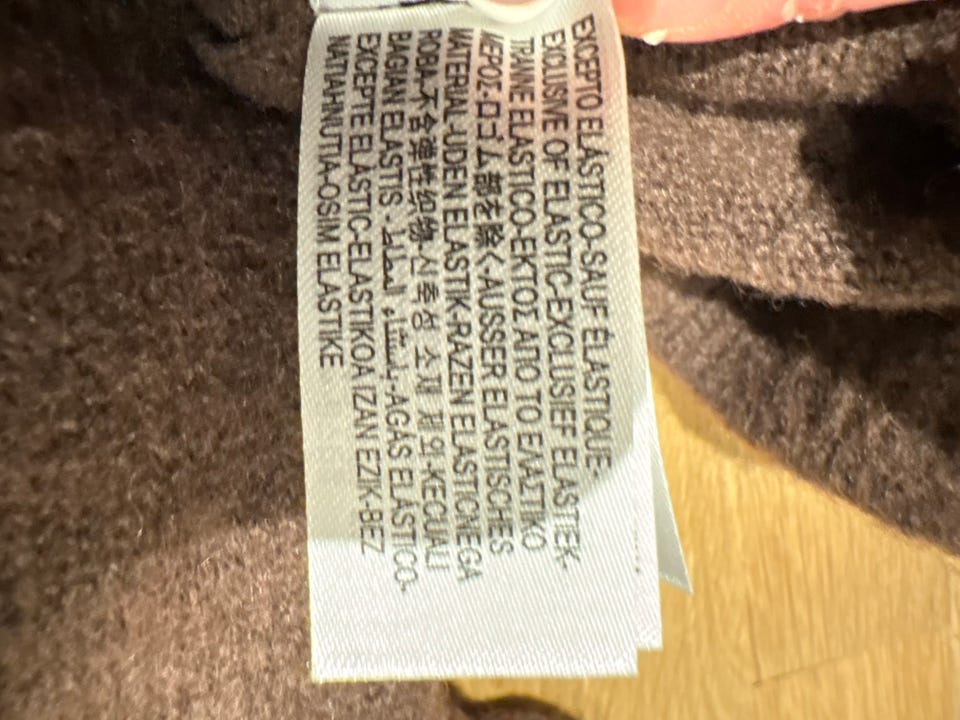 EXCEPTO ELÁSTICO-SAUF ÉLASTIQUE-
EXCLUSIVE OF ELASTIC-EXCLUSIEF ELASTIEK-
TRANNE ELASTICO-ΕΚΤΟΣ ΑΠΟ ΤΟ ΕΛΑΣΤΙΚΟ
ΜΕΡΟΣ-ロゴム部を除く-AUSSER ELASTISCHES
MATERIAL-UDEN ELASTIK-RAZEN ELASTIČNEGA
ROBA-不含弹性织物-신축성 소재 제외-KECUALI
BAGIAN ELASTIS -باستثناء المطاط-AGÁS ELÁSTICO-
EXCEPTE ELÀSTIC-ELASTIKOA IZAN EZIK-BEZ
NATIAHNUTIA-OSIM ELASTIKE